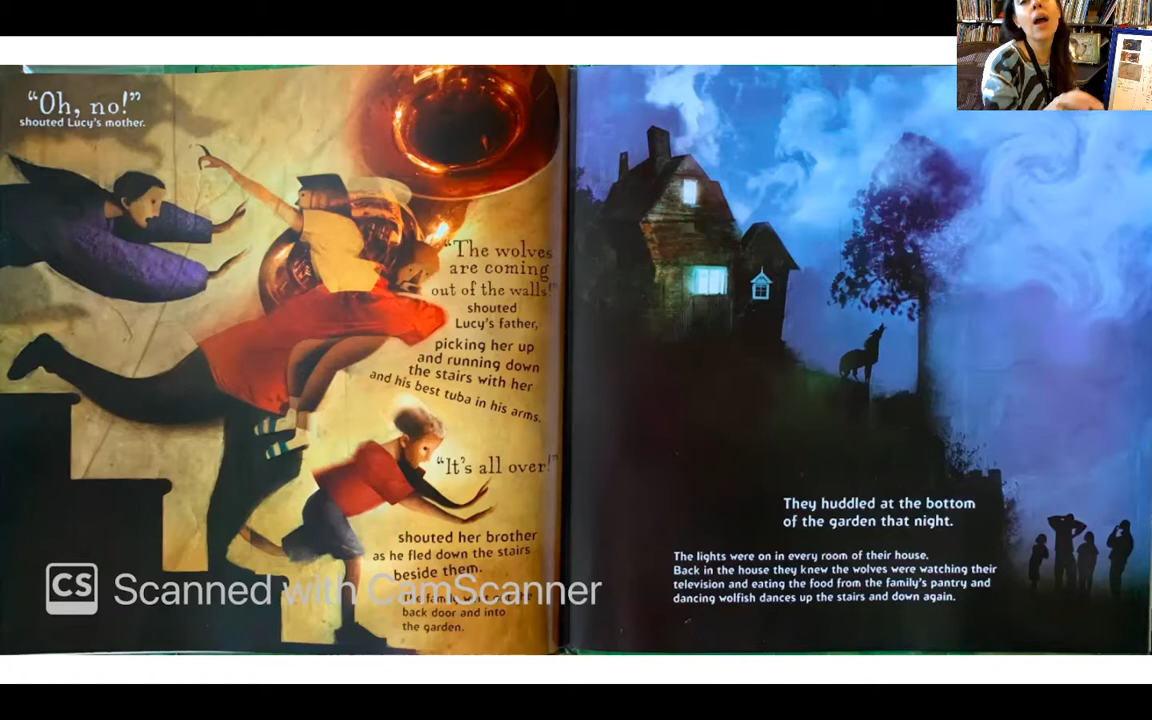 “Oh, no!”
shouted Lucy's mother.
“The wolves
are coming
out of the walls!”
shouted
Lucy's father,
picking her up
and running down
the stairs with her
and his best tuba in his arms.
“It's all over!”
shouted her brother
as he fled down the stairs
beside them.
back door and into
the garden.
CS Scanned with CamScanner
They huddled at the bottom
of the garden that night.
The lights were on in every room of their house.
Back in the house they knew the wolves were watching their
television and eating the food from the family's pantry and
dancing wolfish dances up the stairs and down again.